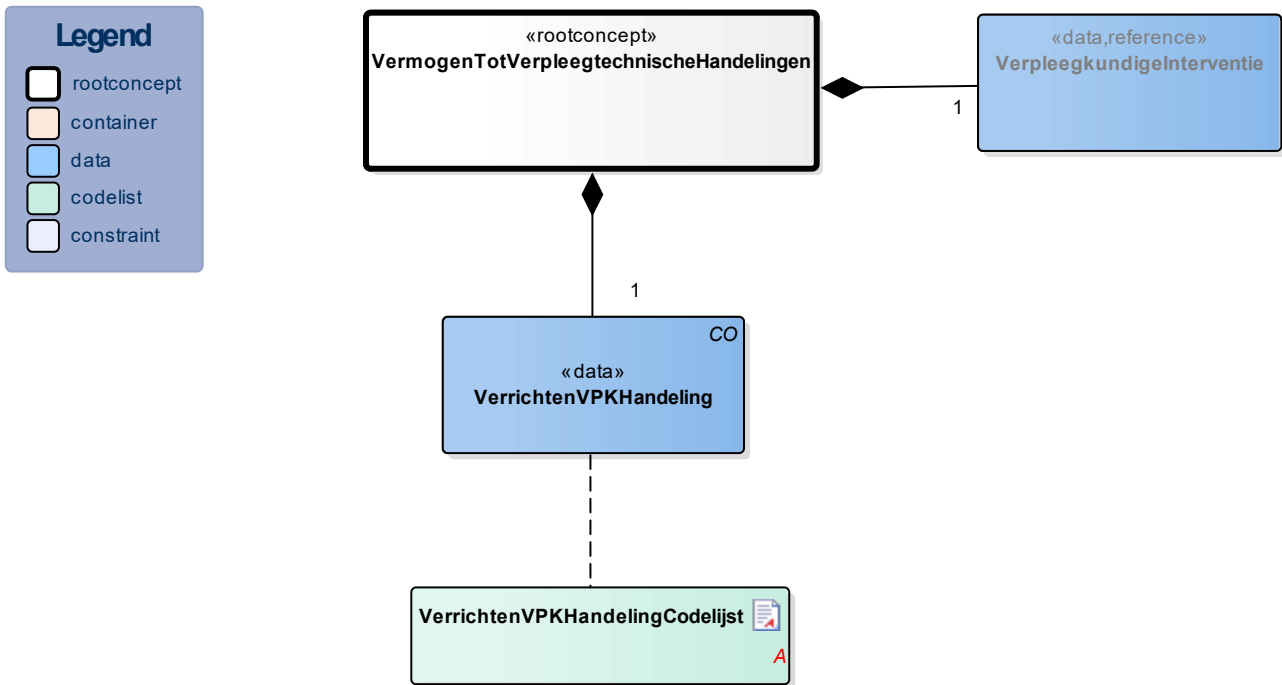 Legend
rootconcept
container
data
codelist
constraint
«rootconcept»
VermogenTotVerpleegtechnischeHandelingen
«data,reference»
VerpleegkundigeInterventie
1
1
CO
«data»
VerrichtenVPKHandeling
VerrichtenVPKHandelingCodelijst
A